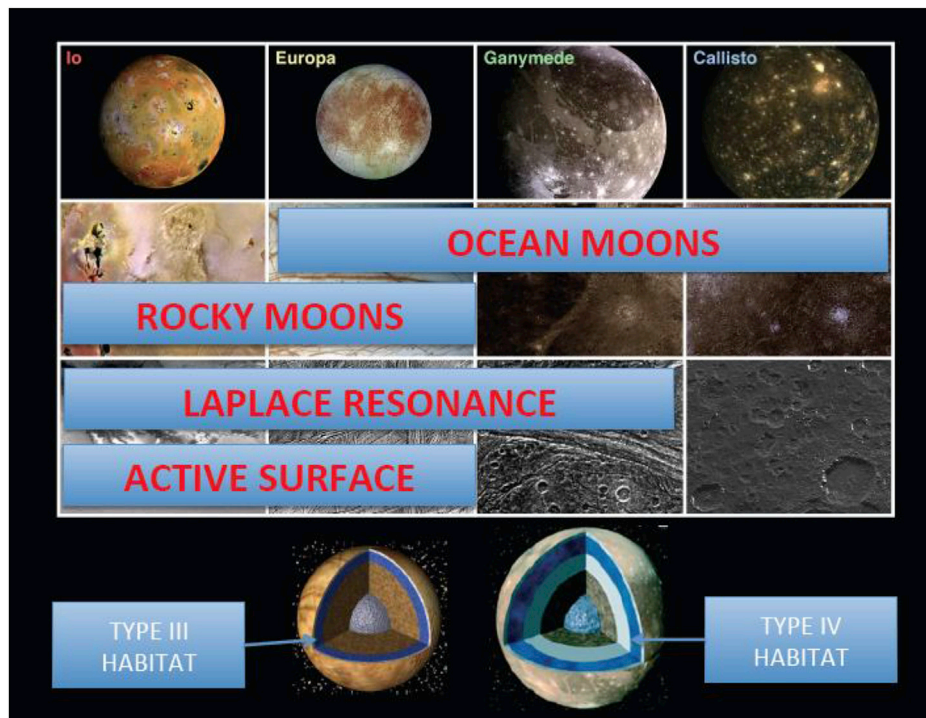 Io
Europa
Ganymede
Callisto
OCEAN MOONS
ROCKY MOONS
LAPLACE RESONANCE
ACTIVE SURFACE
TYPE III
HABITAT
TYPE IV
HABITAT